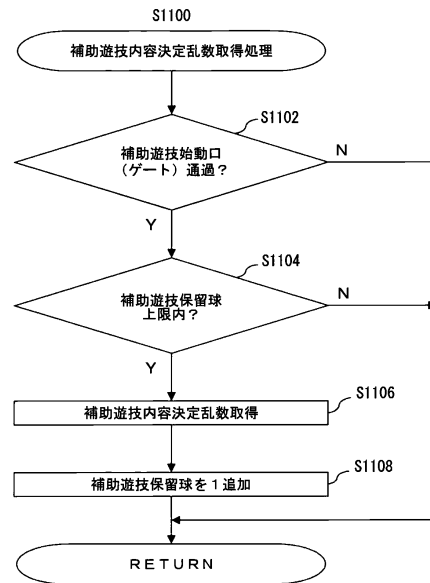 S1100
補助遊技内容決定乱数取得処理
S1102
補助遊技始動口
(ゲート)通過?
N
Y
S1104
補助遊技保留球
上限内?
N
Y
S1106
補助遊技内容決定乱数取得
S1108
補助遊技保留球を1追加
RETURN